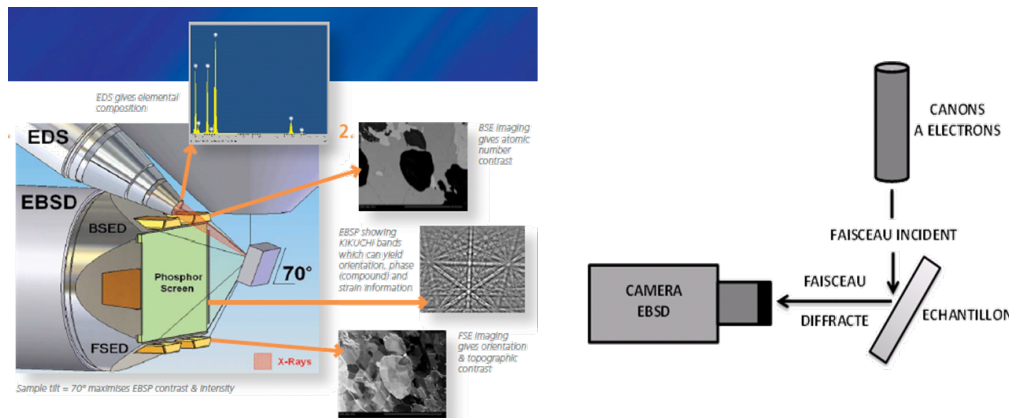 EDS gives elemental
composition
EDS
EBSD
BSED
Phosphor
Screen
FSED
70°
X-Rays
Sample tilt = 70° maximises EBSP contrast & intensity
2.
BSE imaging
gives atomic
number
contrast
EBSP showing
KIKUCHI bands
which can yield
orientation, phase
(compound) and
strain information
FSE imaging
gives orientation
& topographic
contrast
CANONS
A ELECTRONS
FAISCEAU INCIDENT
CAMERA
EBSD
FAISCEAU
DIFFRACTE
ECHANTILLON